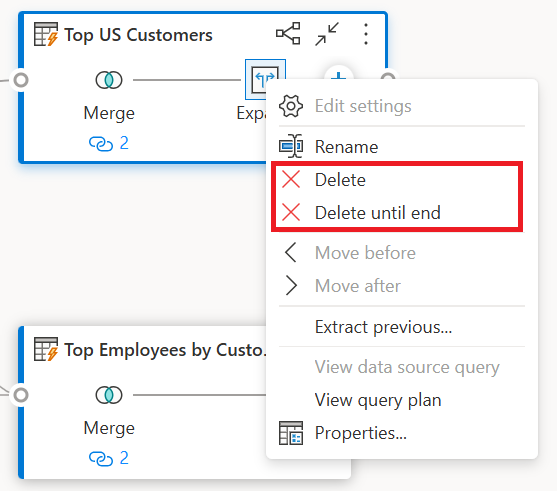 Top US Customers
Merge
Expa
2
Edit settings
Rename
Delete
Delete until end
Move before
Move after
Extract previous...
View data source query
View query plan
Properties...
Top Employees by Custo...
Merge
2